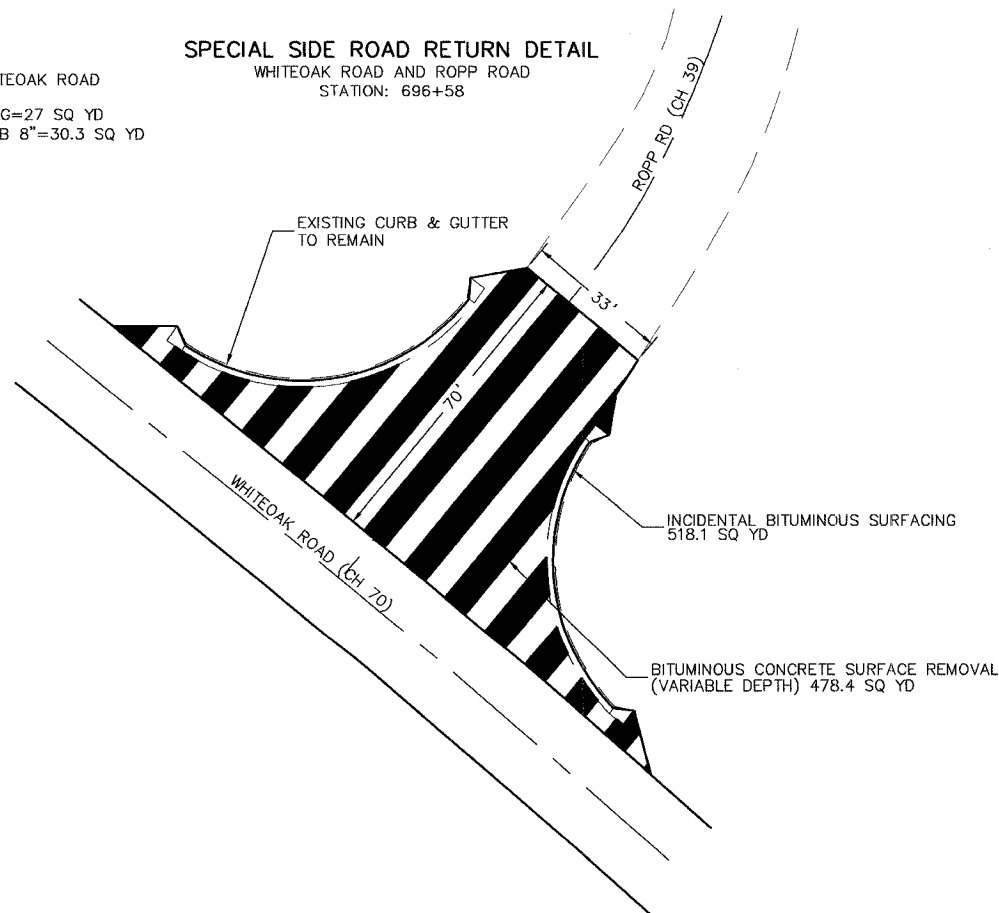 SPECIAL SIDE ROAD RETURN DETAIL
WHITEOAK ROAD AND ROPP ROAD
STATION: 696+58
TEOAK ROAD
G=27 SQ YD
B 8"=30.3 SQ YD
ROPP RD (CH 39)
EXISTING CURB & GUTTER
TO REMAIN
33'
70'
WHITEOAK ROAD (CH 70)
INCIDENTAL BITUMINOUS SURFACING
518.1 SQ YD
BITUMINOUS CONCRETE SURFACE REMOVAL
(VARIABLE DEPTH) 478.4 SQ YD